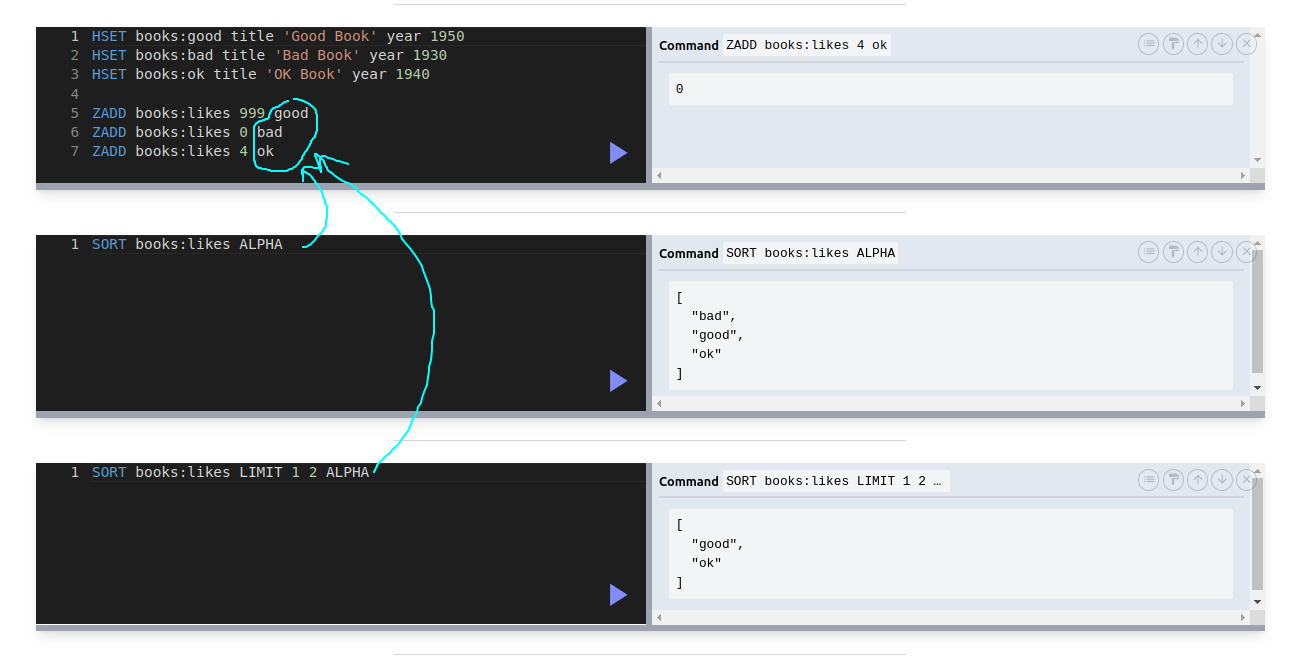 1 HSET books:good title 'Good Book' year 1950
2 HSET books:bad title 'Bad Book' year 1930
3 HSET books:ok title 'OK Book' year 1940
4
5 ZADD books:likes 999 good
6 ZADD books:likes 0 bad
7 ZADD books:likes 4 ok
Command ZADD books:likes 4 ok
0
1 SORT books:likes ALPHA
Command SORT books:likes ALPHA
[
"bad",
"good",
"ok"
]
1 SORT books:likes LIMIT 1 2 ALPHA
Command SORT books:likes LIMIT 1 2 …
[
"good",
"ok"
]